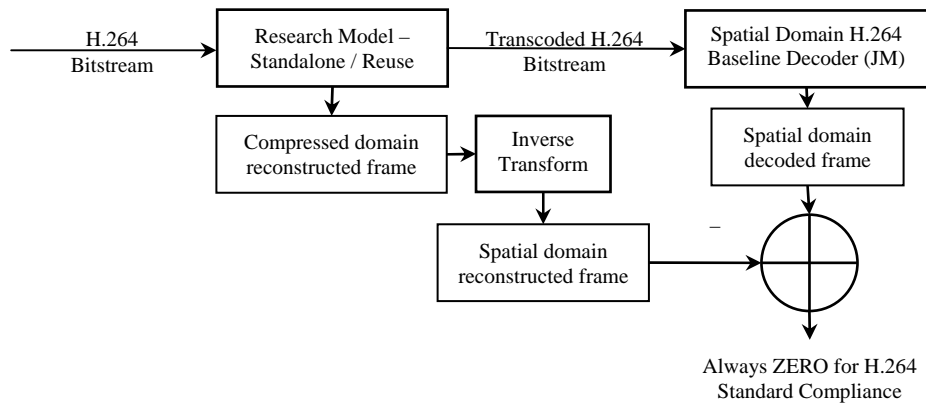 H.264
Bitstream
Research Model –
Standalone / Reuse
Transcoded H.264
Bitstream
Spatial Domain H.264
Baseline Decoder (JM)
Compressed domain
reconstructed frame
Inverse
Transform
Spatial domain
decoded frame
Spatial domain
reconstructed frame
–
Always ZERO for H.264
Standard Compliance